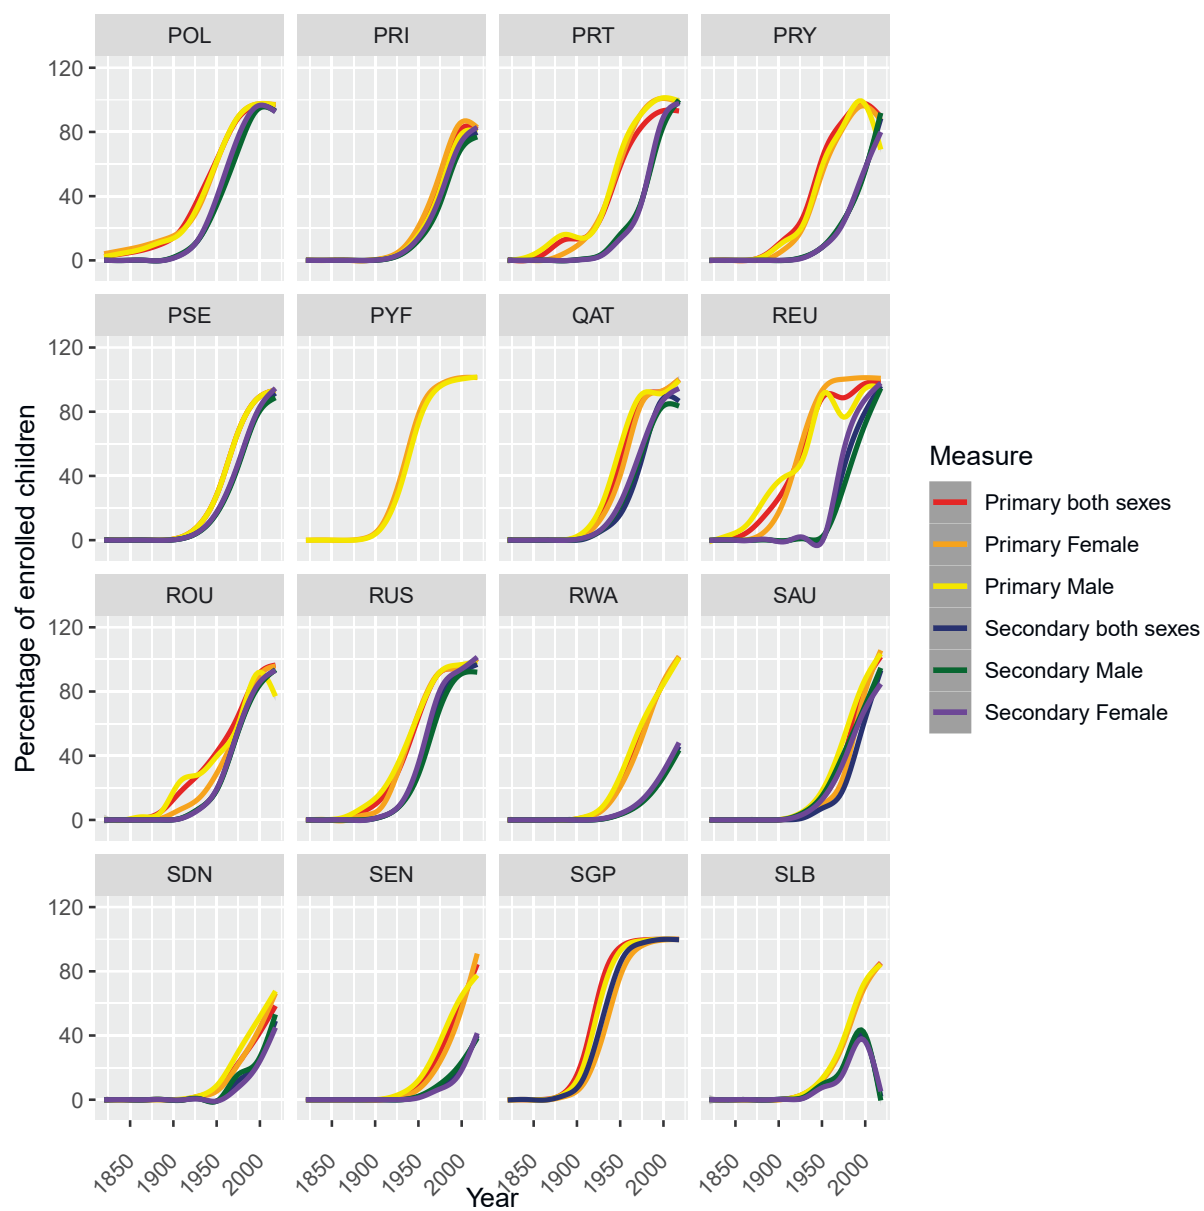 POL PRI PRT PRY
120
80
40
0
PSE PYF QAT REU
120
80
40
0
ROU RUS RWA SAU
120
80
40
0
SDN SEN SGP SLB
120
80
40
0
1850 1900 1950 2000 1850 1900 1950 2000 1850 1900 1950 2000 1850 1900 1950 2000
Year
Percentage of enrolled children
Measure
Primary both sexes
Primary Female
Primary Male
Secondary both sexes
Secondary Male
Secondary Female